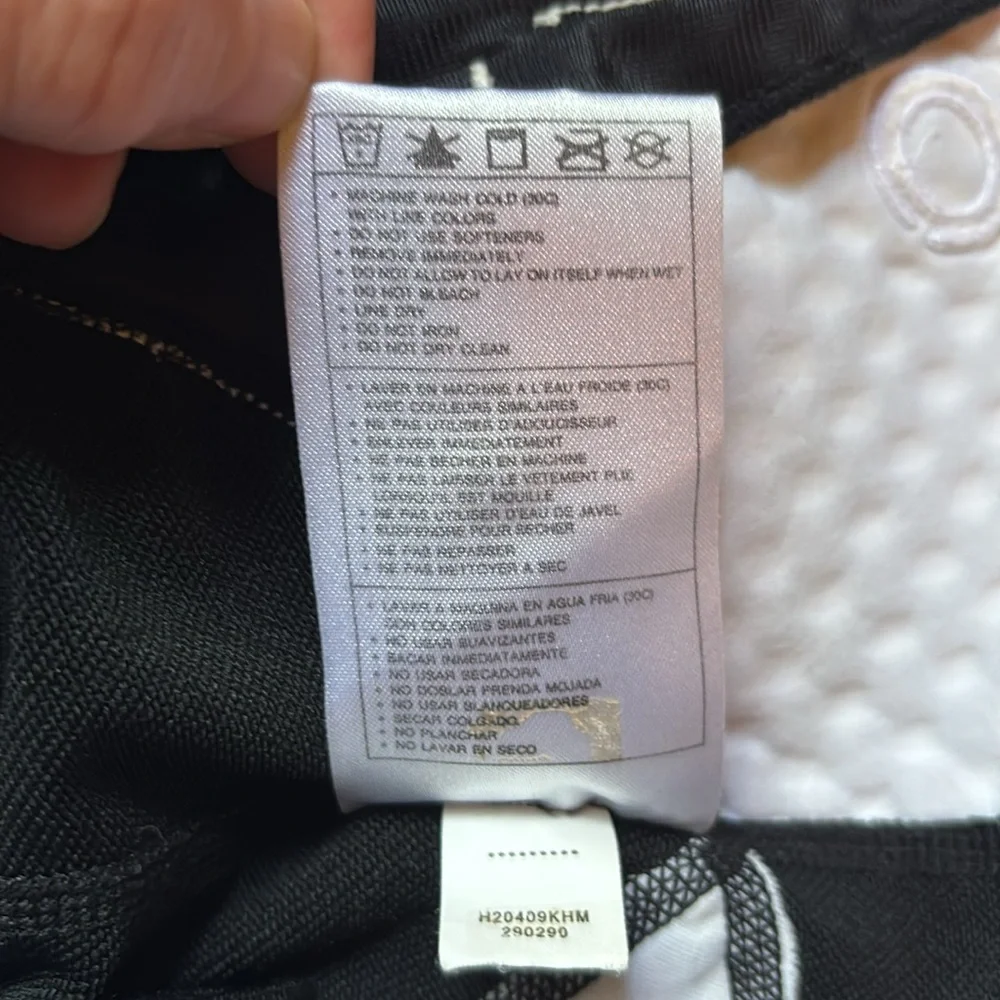 • MACHINE WASH COLD (30C)
WITH LIKE COLORS
• DO NOT USE SOFTENERS
• REMOVE IMMEDIATELY
• DO NOT ALLOW TO LAY ON ITSELF WHEN WET
• DO NOT BLEACH
• LINE DRY
• DO NOT IRON
• DO NOT DRY CLEAN
• LAVER EN MACHINE A L'EAU FROIDE (30C)
AVEC COULEURS SIMILAIRES
• NE PAS UTILISER D'ADOUCISSEUR
• ENLEVER IMMEDIATEMENT
• NE PAS SECHER EN MACHINE
• NE PAS LAISSER LE VETEMENT PLIE
LORSQU'IL EST MOUILLE
• NE PAS UTILISER D'EAU DE JAVEL
• SUSPENDRE POUR SECHER
• NE PAS REPASSER
• NE PAS NETTOYER A SEC
• LAVAR A MAQUINA EN AGUA FRIA (30C)
CON COLORES SIMILARES
• NO USAR SUAVIZANTES
• SACAR INMEDIATAMENTE
• NO USAR SECADORA
• NO DOBLAR PRENDA MOJADA
• NO USAR BLANQUEADORES
• SECAR COLGADO.
• NO PLANCHAR
• NO LAVAR EN SECO
H20409KHM
290290